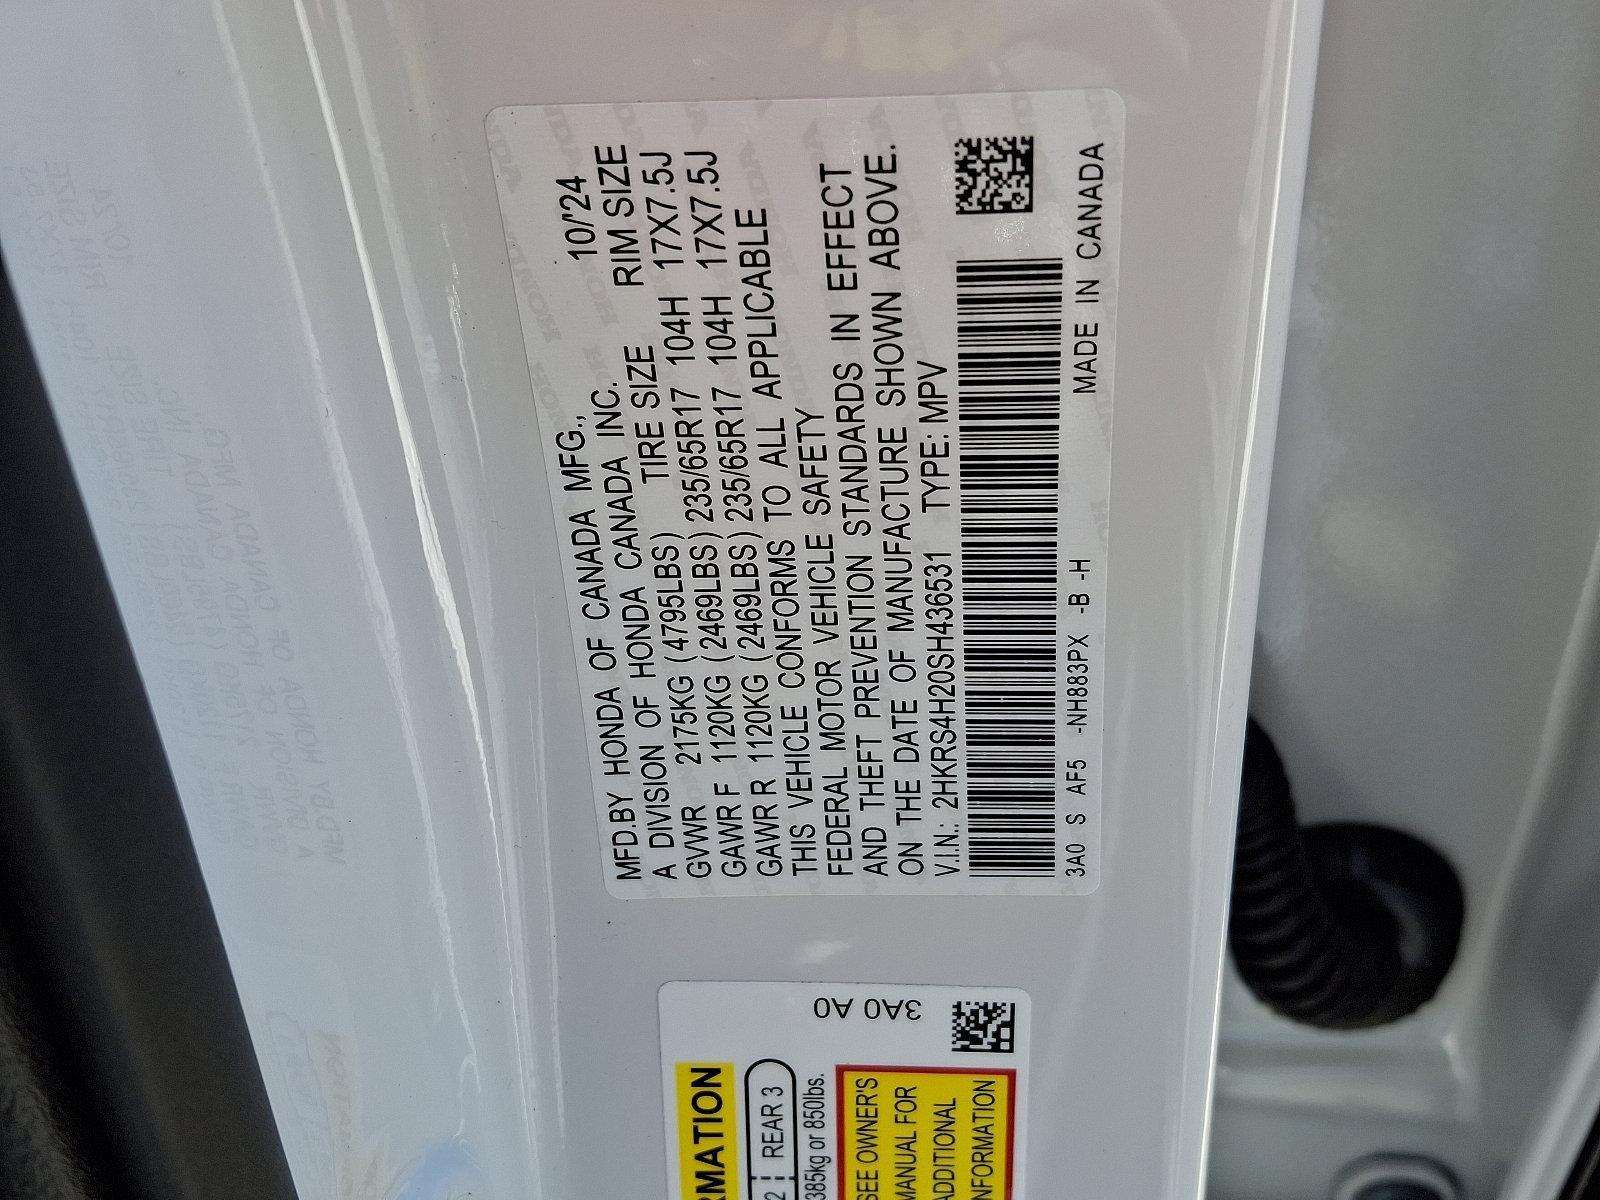 MFD.BY HONDA OF CANADA MFG., 10/'24
A DIVISION OF HONDA CANADA INC.
TIRE SIZE RIM SIZE
GVWR 2175KG (4795LBS)
GAWR F 1120KG (2469LBS) 235/65R17 104H 17X7.5J
GAWR R 1120KG (2469LBS) 235/65R17 104H 17X7.5J
THIS VEHICLE CONFORMS TO ALL APPLICABLE
FEDERAL MOTOR VEHICLE SAFETY
AND THEFT PREVENTION STANDARDS IN EFFECT
ON THE DATE OF MANUFACTURE SHOWN ABOVE.
V.I.N.: 2HKRS4H20SH436531 TYPE: MPV
3A0 S AF5 -NH883PX -B -H MADE IN CANADA
3A0 A0
RMATION
2 REAR 3
385kg or 850lbs.
SEE OWNER'S
MANUAL FOR
ADDITIONAL
INFORMATION